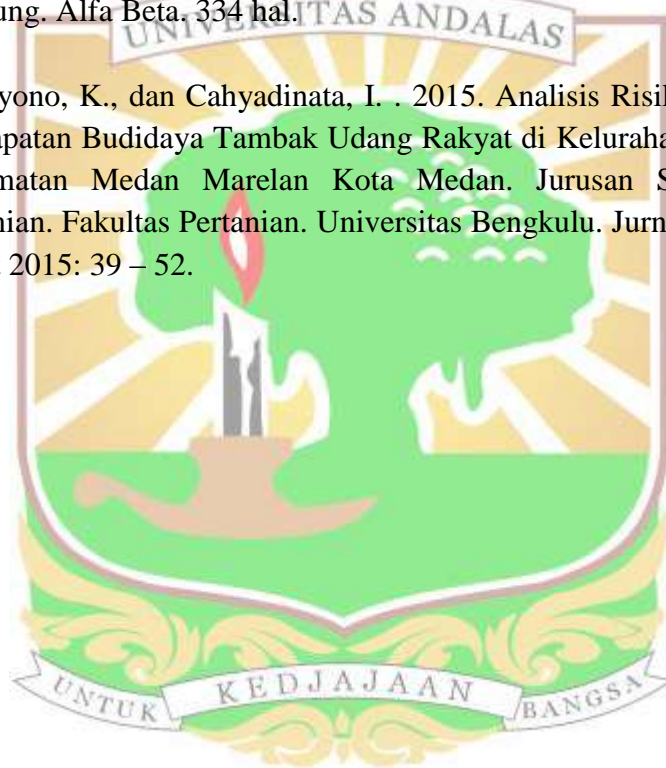 ung. Alfa Beta. 334 hal.
UNIVERSITAS ANDALAS
yono, K., dan Cahyadinata, I. . 2015. Analisis Risi
apatan Budidaya Tambak Udang Rakyat di Keluraha
matan Medan Marelan Kota Medan. Jurusan S
nian. Fakultas Pertanian. Universitas Bengkulu. Jurn
. 2015: 39 – 52.
UNTUK KEDJAJAAN BANGSA